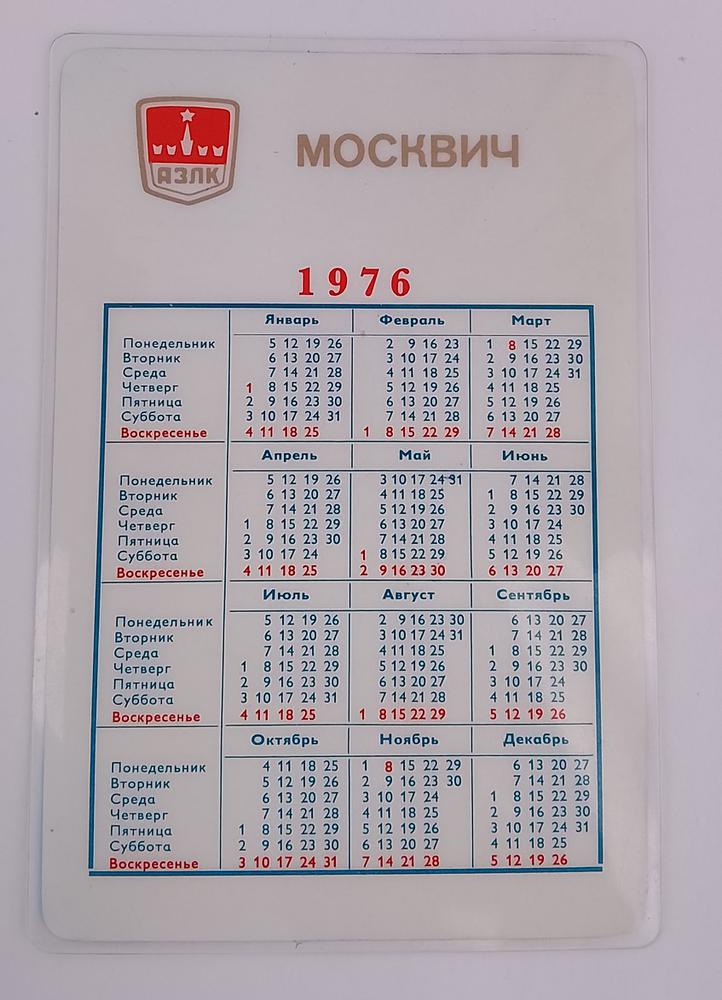 АЗЛК
МОСКВИЧ
1976
Январь Февраль Март
Понедельник 5 12 19 26 2 9 16 23 1 8 15 22 29
Вторник 6 13 20 27 3 10 17 24 2 9 16 23 30
Среда 7 14 21 28 4 11 18 25 3 10 17 24 31
Четверг 1 8 15 22 29 5 12 19 26 4 11 18 25
Пятница 2 9 16 23 30 6 13 20 27 5 12 19 26
Суббота 3 10 17 24 31 7 14 21 28 6 13 20 27
Воскресенье 4 11 18 25 1 8 15 22 29 7 14 21 28
Апрель Май Июнь
Понедельник 5 12 19 26 3 10 17 24 31 7 14 21 28
Вторник 6 13 20 27 4 11 18 25 1 8 15 22 29
Среда 7 14 21 28 5 12 19 26 2 9 16 23 30
Четверг 1 8 15 22 29 6 13 20 27 3 10 17 24
Пятница 2 9 16 23 30 7 14 21 28 4 11 18 25
Суббота 3 10 17 24 1 8 15 22 29 5 12 19 26
Воскресенье 4 11 18 25 2 9 16 23 30 6 13 20 27
Июль Август Сентябрь
Понедельник 5 12 19 26 2 9 16 23 30 6 13 20 27
Вторник 6 13 20 27 3 10 17 24 31 7 14 21 28
Среда 7 14 21 28 4 11 18 25 1 8 15 22 29
Четверг 1 8 15 22 29 5 12 19 26 2 9 16 23 30
Пятница 2 9 16 23 30 6 13 20 27 3 10 17 24
Суббота 3 10 17 24 31 7 14 21 28 4 11 18 25
Воскресенье 4 11 18 25 1 8 15 22 29 5 12 19 26
Октябрь Ноябрь Декабрь
Понедельник 4 11 18 25 1 8 15 22 29 6 13 20 27
Вторник 5 12 19 26 2 9 16 23 30 7 14 21 28
Среда 6 13 20 27 3 10 17 24 1 8 15 22 29
Четверг 7 14 21 28 4 11 18 25 2 9 16 23 30
Пятница 1 8 15 22 29 5 12 19 26 3 10 17 24 31
Суббота 2 9 16 23 30 6 13 20 27 4 11 18 25
Воскресенье 3 10 17 24 31 7 14 21 28 5 12 19 26